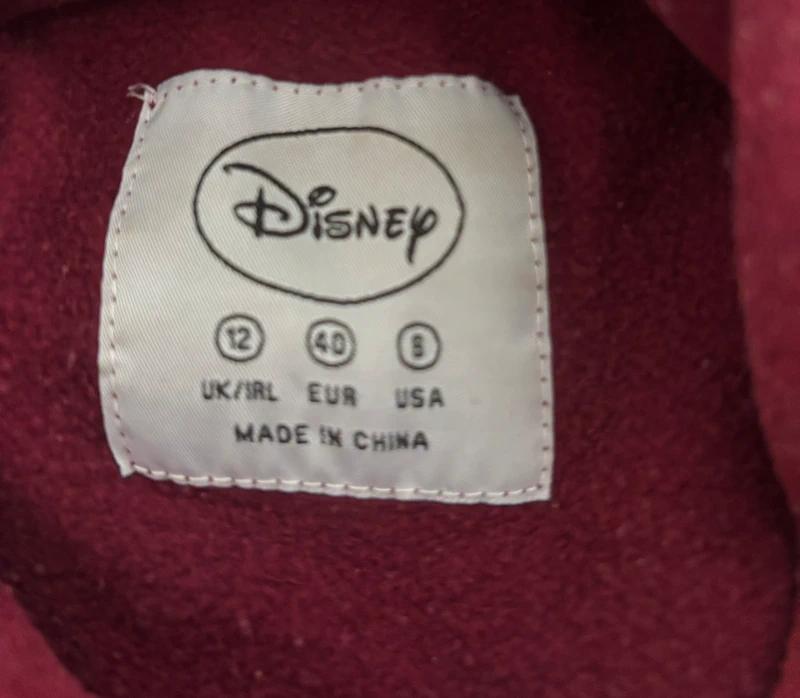 Disney
12 40 8
UK/IRL EUR USA
MADE IN CHINA